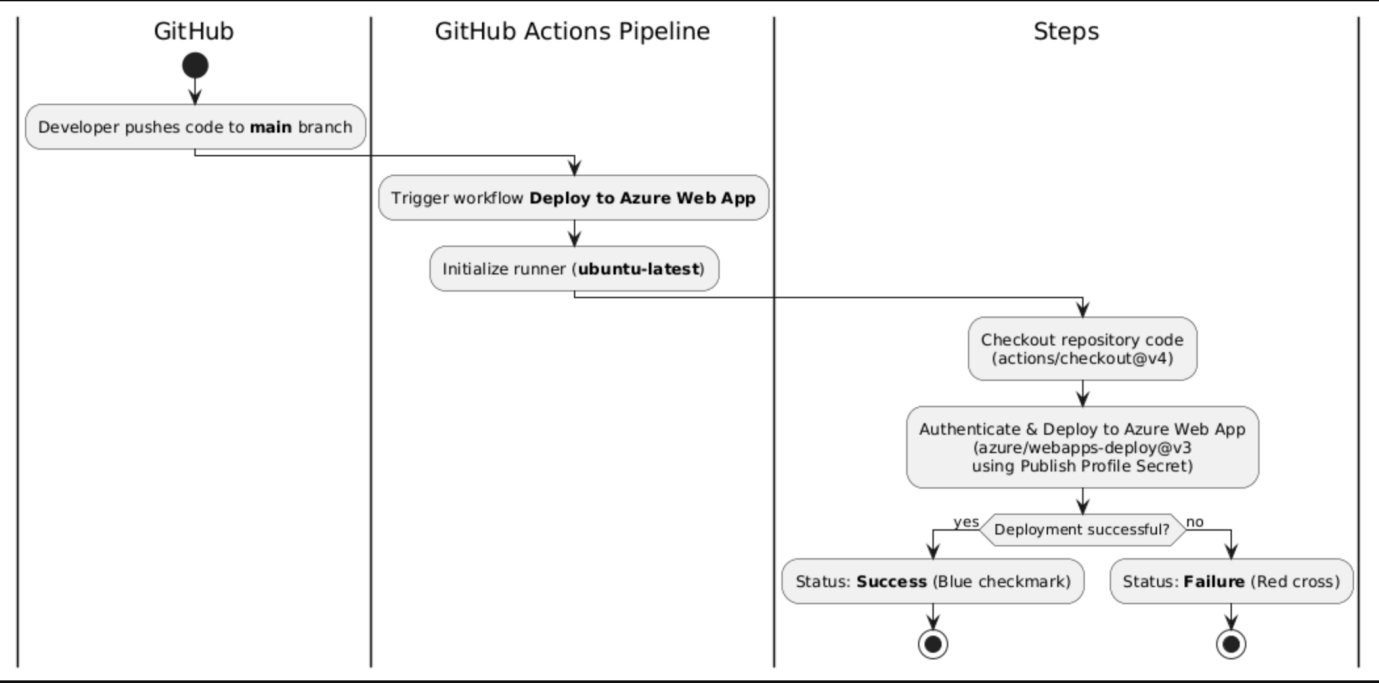 GitHub
GitHub Actions Pipeline
Steps
Developer pushes code to main branch
Trigger workflow Deploy to Azure Web App
Initialize runner (ubuntu-latest)
Checkout repository code
(actions/checkout@v4)
Authenticate & Deploy to Azure Web App
(azure/webapps-deploy@v3
using Publish Profile Secret)
yes
Deployment successful?
no
Status: Success (Blue checkmark)
Status: Failure (Red cross)